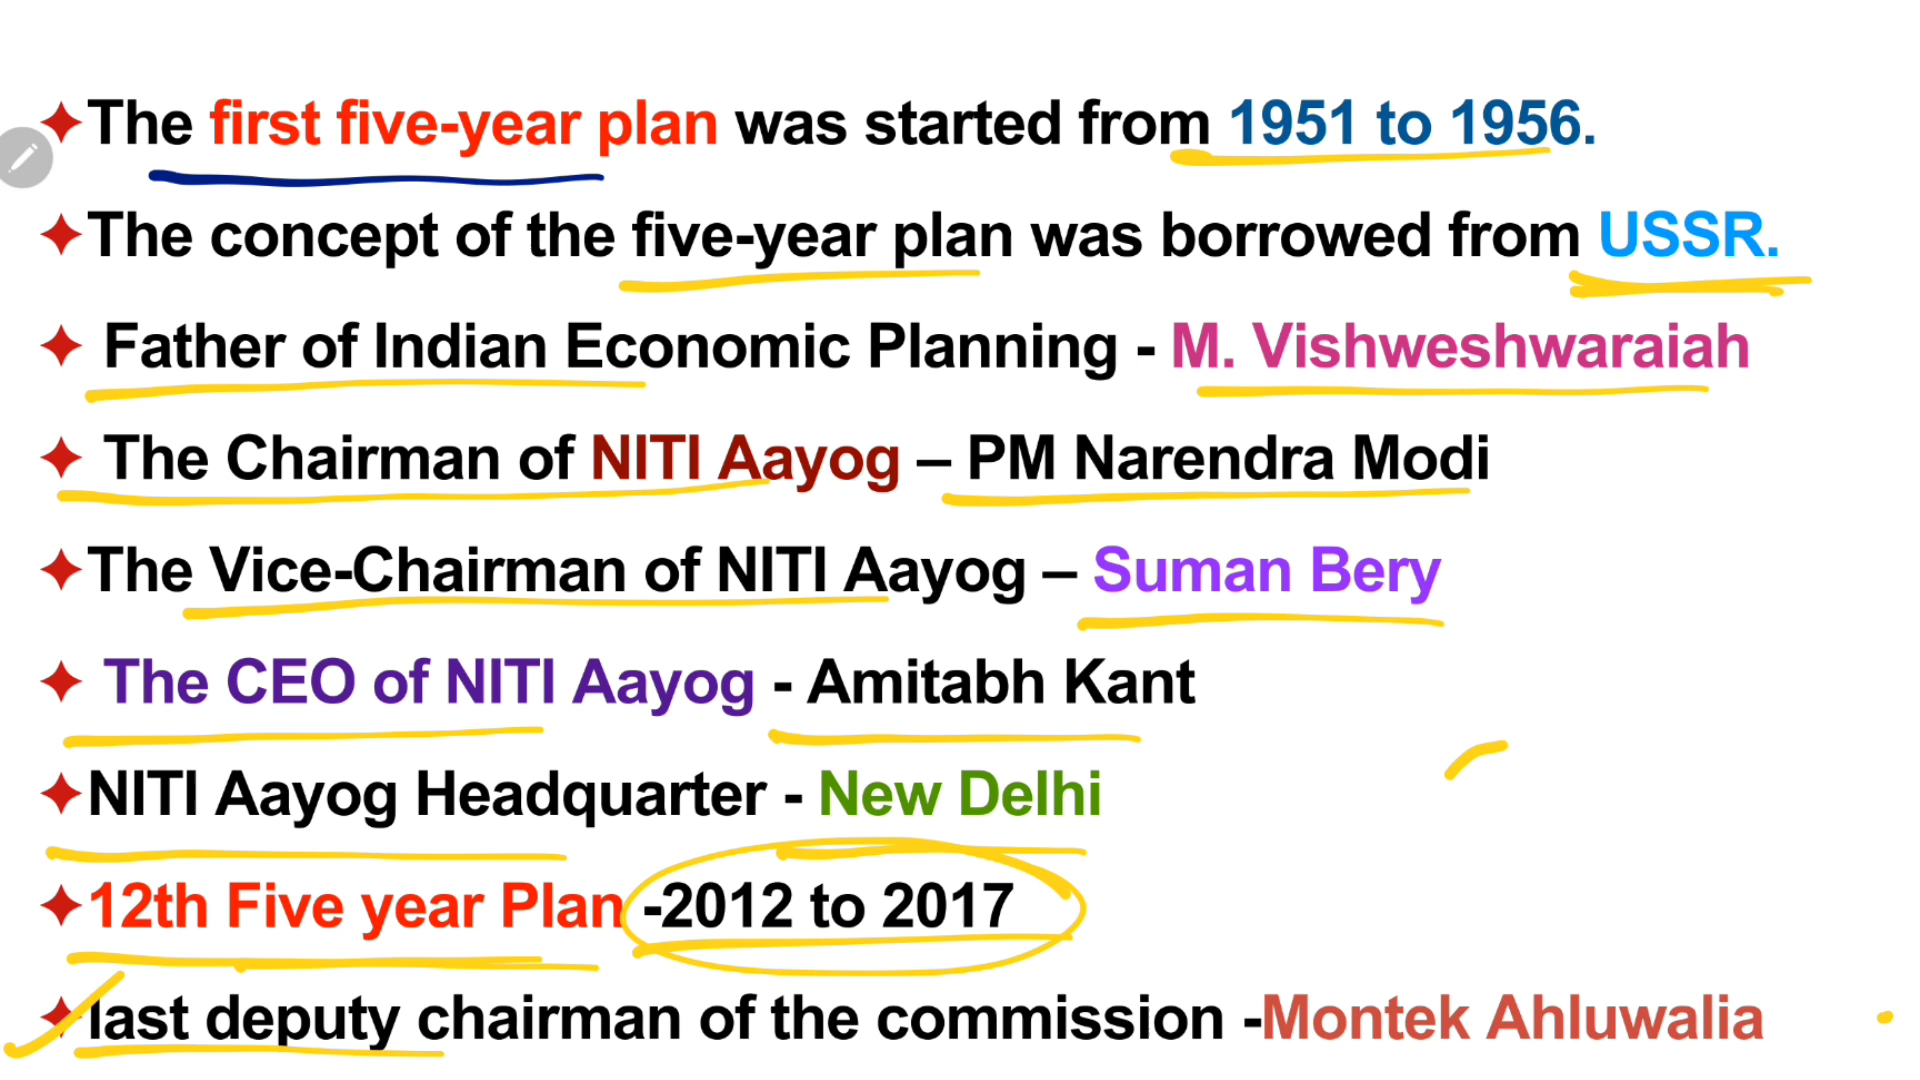 The first five-year plan was started from 1951 to 1956.
The concept of the five-year plan was borrowed from USSR.
Father of Indian Economic Planning - M. Vishweshwaraiah
The Chairman of NITI Aayog – PM Narendra Modi
The Vice-Chairman of NITI Aayog – Suman Bery
The CEO of NITI Aayog - Amitabh Kant
NITI Aayog Headquarter - New Delhi
12th Five year Plan -2012 to 2017
last deputy chairman of the commission -Montek Ahluwalia